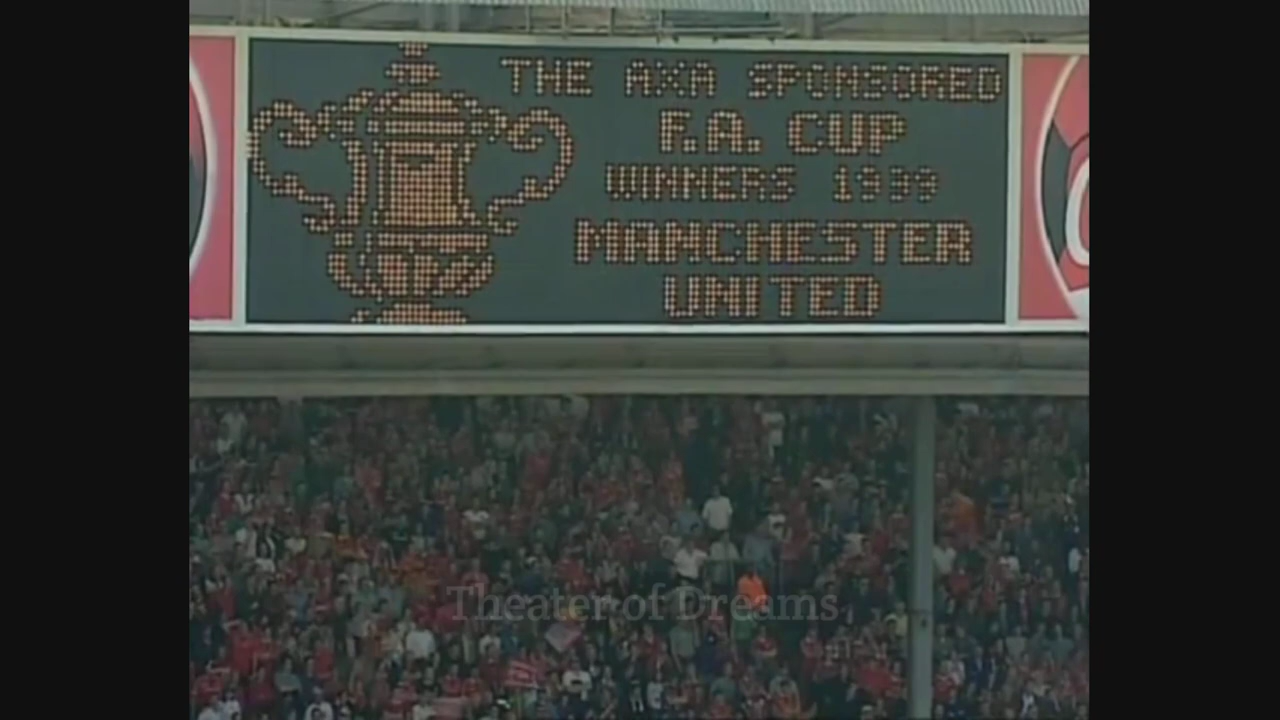 THE AXA SPONSORED
F.A. CUP
WINNERS 1999
MANCHESTER
UNITED
Theater of Dreams